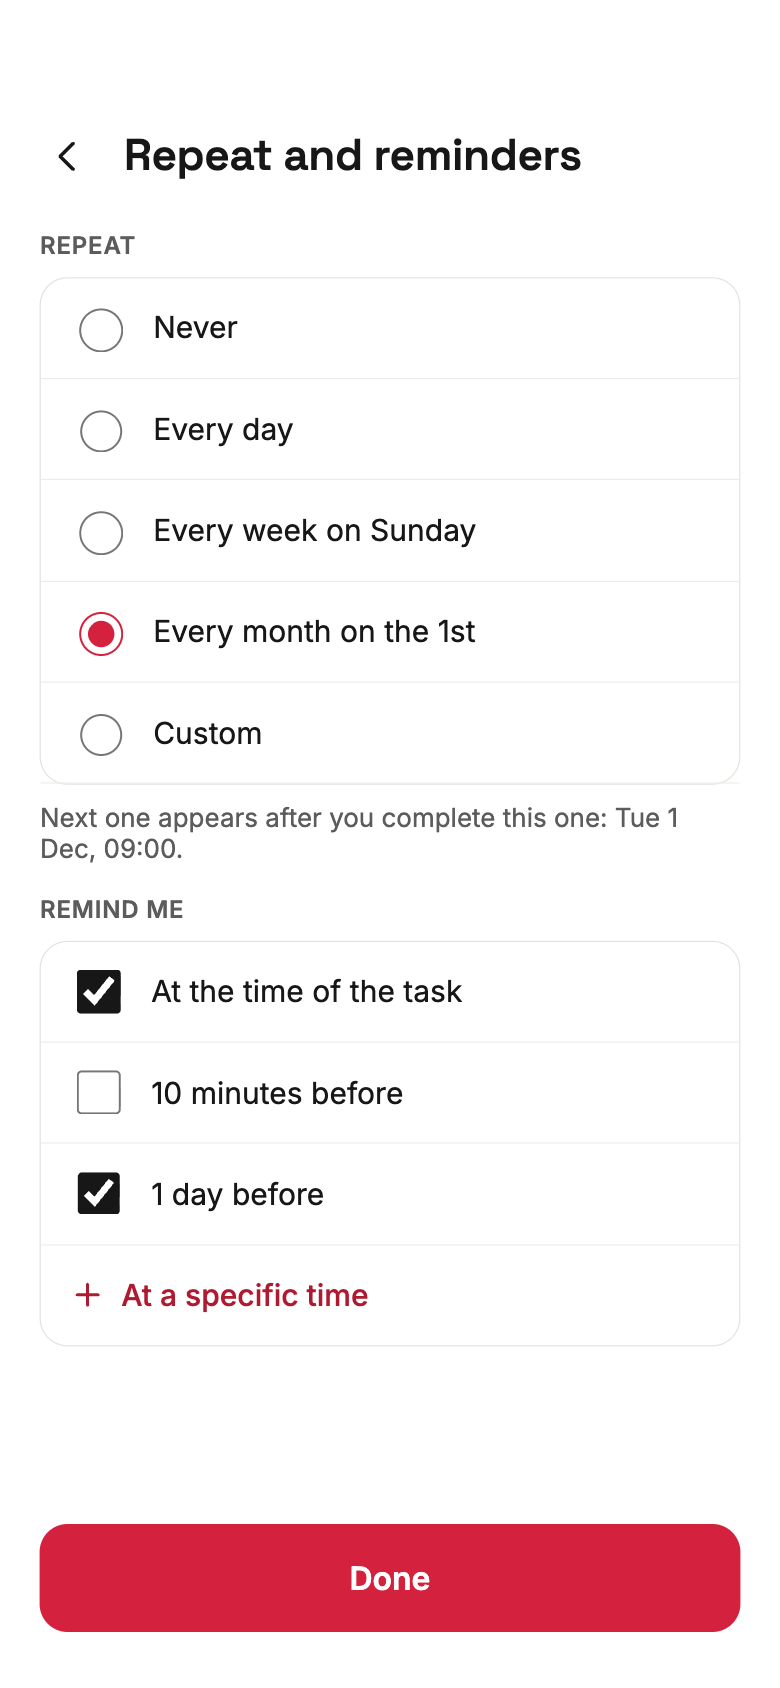 Repeat and reminders
REPEAT
Never
Every day
Every week on Sunday
Every month on the 1st
Custom
Next one appears after you complete this one: Tue 1
Dec, 09:00.
REMIND ME
At the time of the task
10 minutes before
1 day before
+ At a specific time
Done